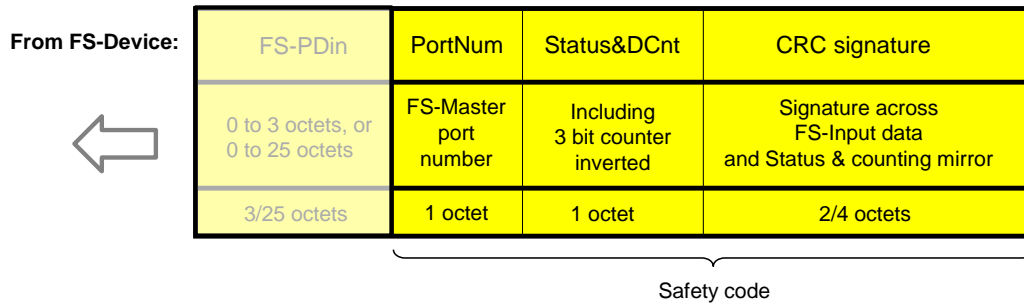 From FS-Device:
FS-PDin
PortNum
Status&DCnt
CRC signature
0 to 3 octets, or
0 to 25 octets
FS-Master
port
number
Including
3 bit counter
inverted
Signature across
FS-Input data
and Status & counting mirror
3/25 octets
1 octet
1 octet
2/4 octets
Safety code